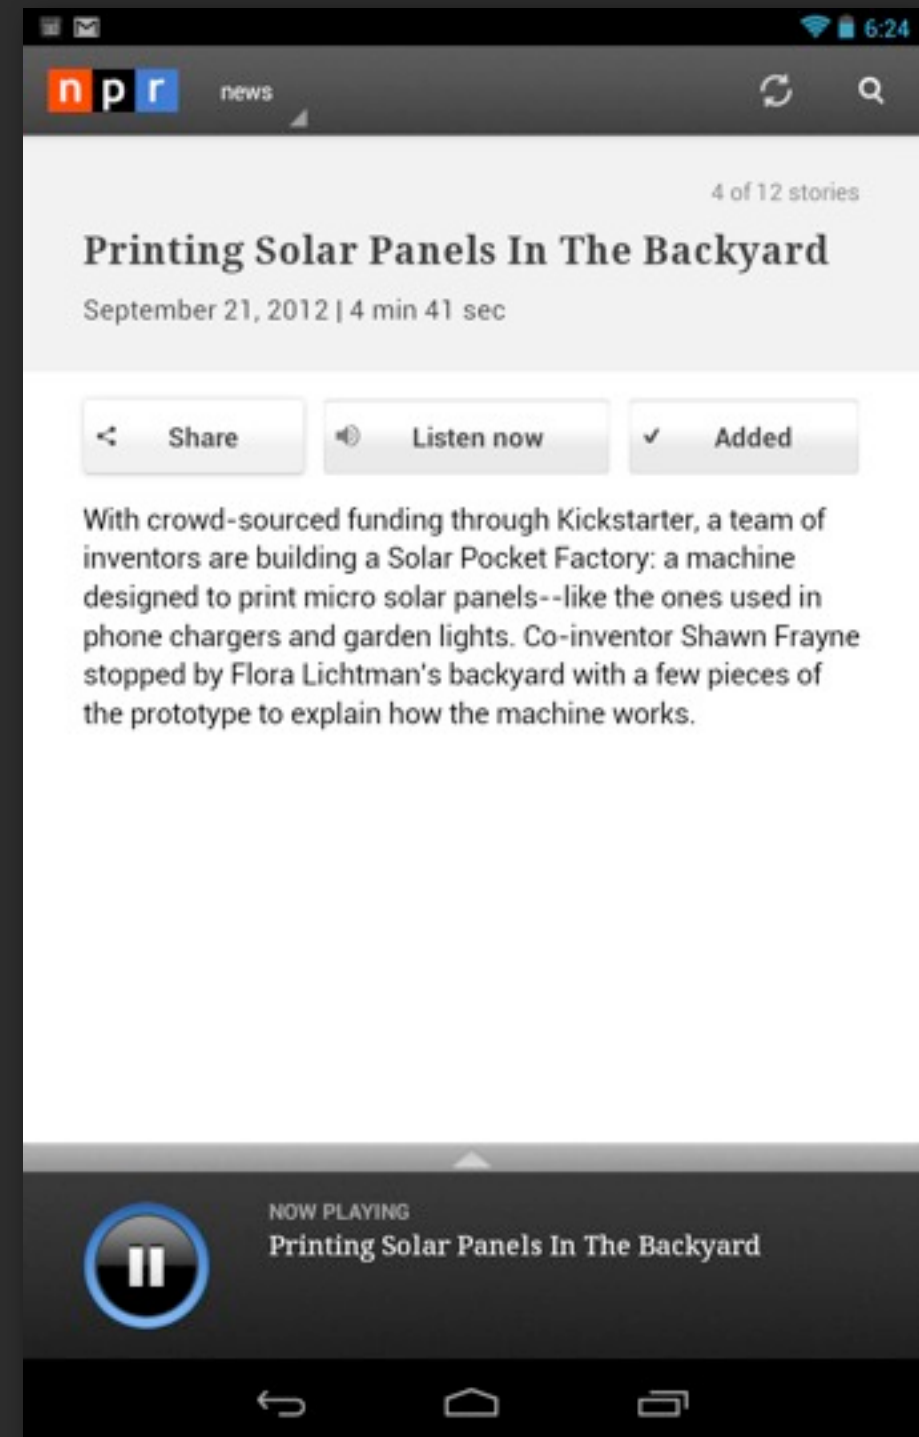 6:24
npr news
4 of 12 stories
Printing Solar Panels In The Backyard
September 21, 2012 | 4 min 41 sec
Share Listen now Added
With crowd-sourced funding through Kickstarter, a team of
inventors are building a Solar Pocket Factory: a machine
designed to print micro solar panels--like the ones used in
phone chargers and garden lights. Co-inventor Shawn Frayne
stopped by Flora Lichtman's backyard with a few pieces of
the prototype to explain how the machine works.
NOW PLAYING
Printing Solar Panels In The Backyard